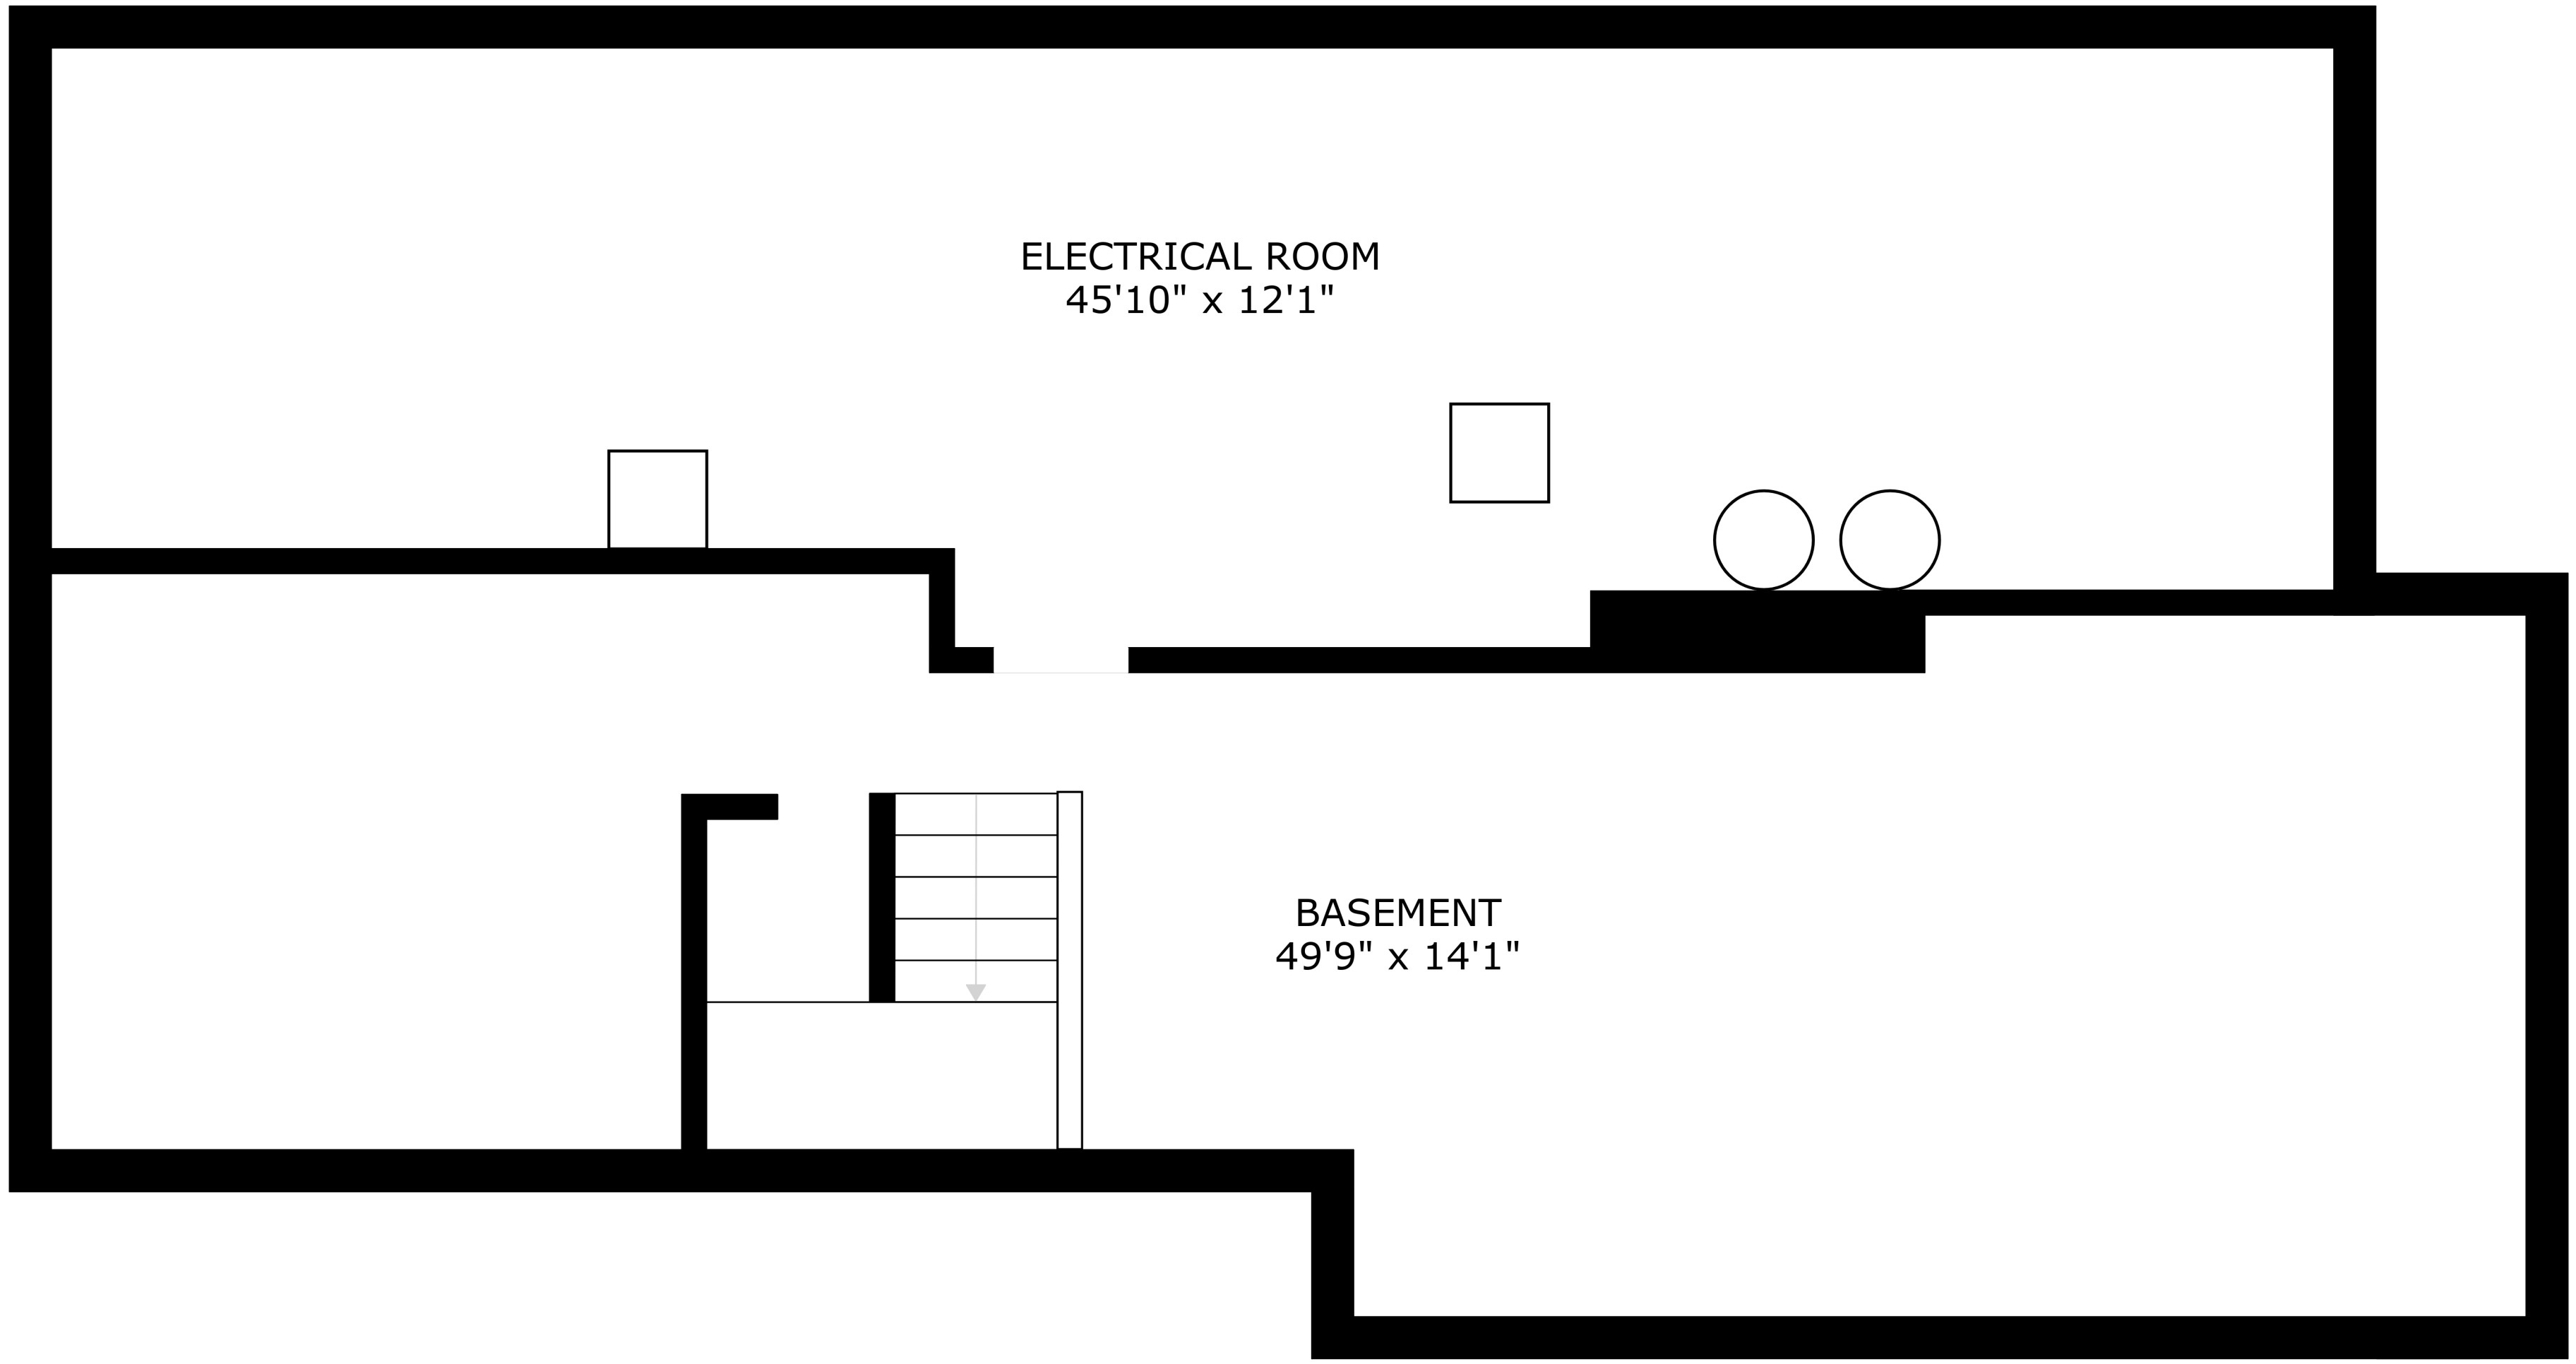 ELECTRICAL ROOM
45'10" x 12'1"
BASEMENT
49'9" x 14'1"